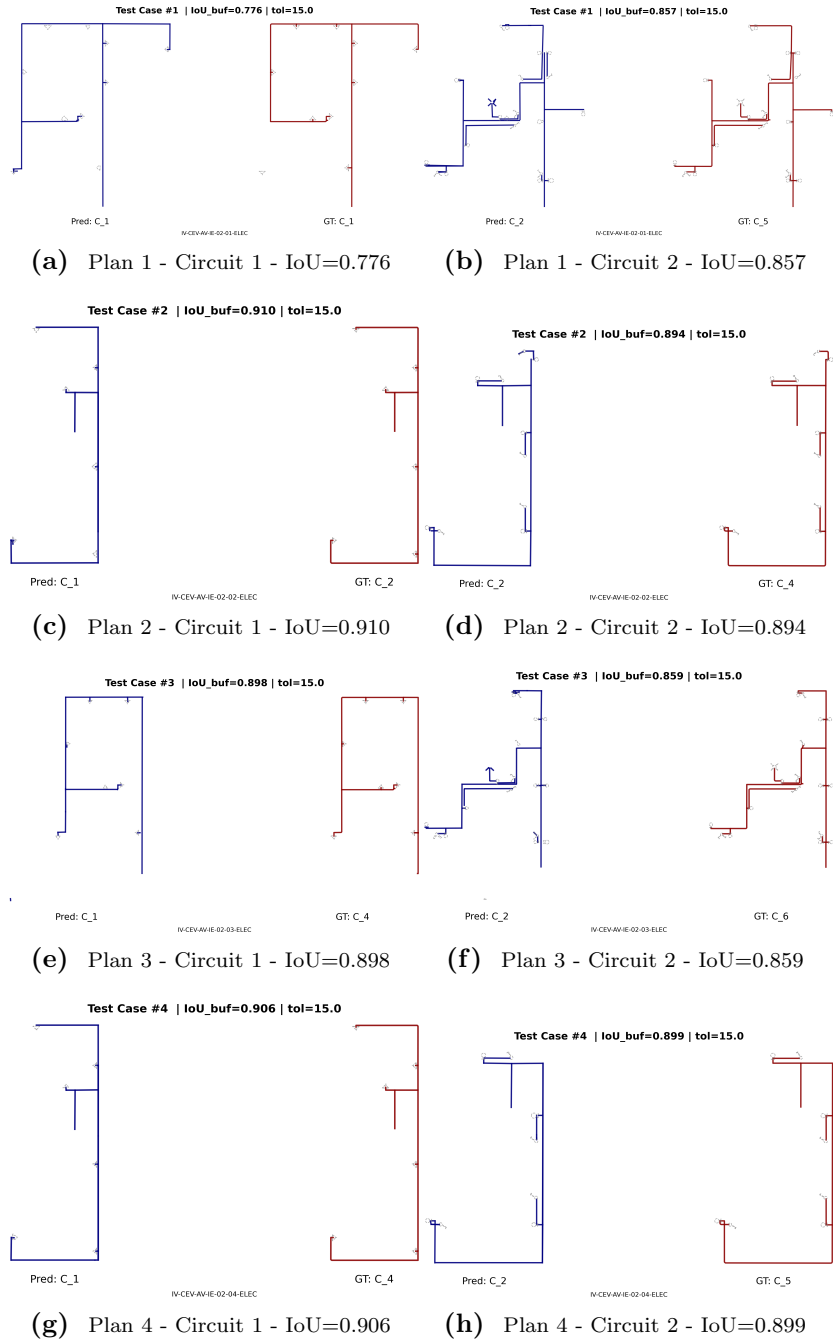 Test Case #1 | IoU_buf=0.776 | tol=15.0
Pred: C_1
GT: C_1
IV-CEV-AV-IE-02-01-ELEC
(a) Plan 1 - Circuit 1 - IoU=0.776
Test Case #1 | IoU_buf=0.857 | tol=15.0
Pred: C_2
GT: C_5
IV-CEV-AV-IE-02-01-ELEC
(b) Plan 1 - Circuit 2 - IoU=0.857
Test Case #2 | IoU_buf=0.910 | tol=15.0
Pred: C_1
GT: C_2
IV-CEV-AV-IE-02-02-ELEC
(c) Plan 2 - Circuit 1 - IoU=0.910
Test Case #2 | IoU_buf=0.894 | tol=15.0
Pred: C_2
GT: C_4
IV-CEV-AV-IE-02-02-ELEC
(d) Plan 2 - Circuit 2 - IoU=0.894
Test Case #3 | IoU_buf=0.898 | tol=15.0
Pred: C_1
GT: C_4
IV-CEV-AV-IE-02-03-ELEC
(e) Plan 3 - Circuit 1 - IoU=0.898
Test Case #3 | IoU_buf=0.859 | tol=15.0
Pred: C_2
GT: C_6
IV-CEV-AV-IE-02-03-ELEC
(f) Plan 3 - Circuit 2 - IoU=0.859
Test Case #4 | IoU_buf=0.906 | tol=15.0
Pred: C_1
GT: C_4
IV-CEV-AV-IE-02-04-ELEC
(g) Plan 4 - Circuit 1 - IoU=0.906
Test Case #4 | IoU_buf=0.899 | tol=15.0
Pred: C_2
GT: C_5
IV-CEV-AV-IE-02-04-ELEC
(h) Plan 4 - Circuit 2 - IoU=0.899